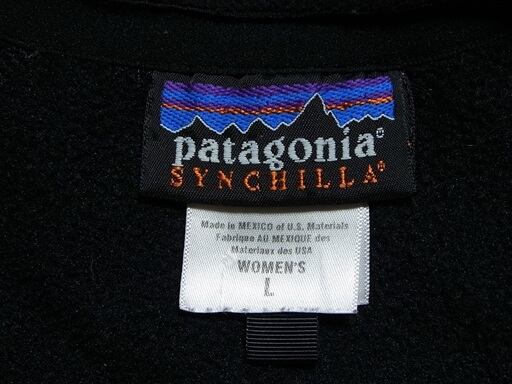 patagonia®
SYNCHILLA®
Made in MEXICO of U.S. Materials
Fabrique AU MEXIQUE des
Materiaux des USA
WOMEN'S
L